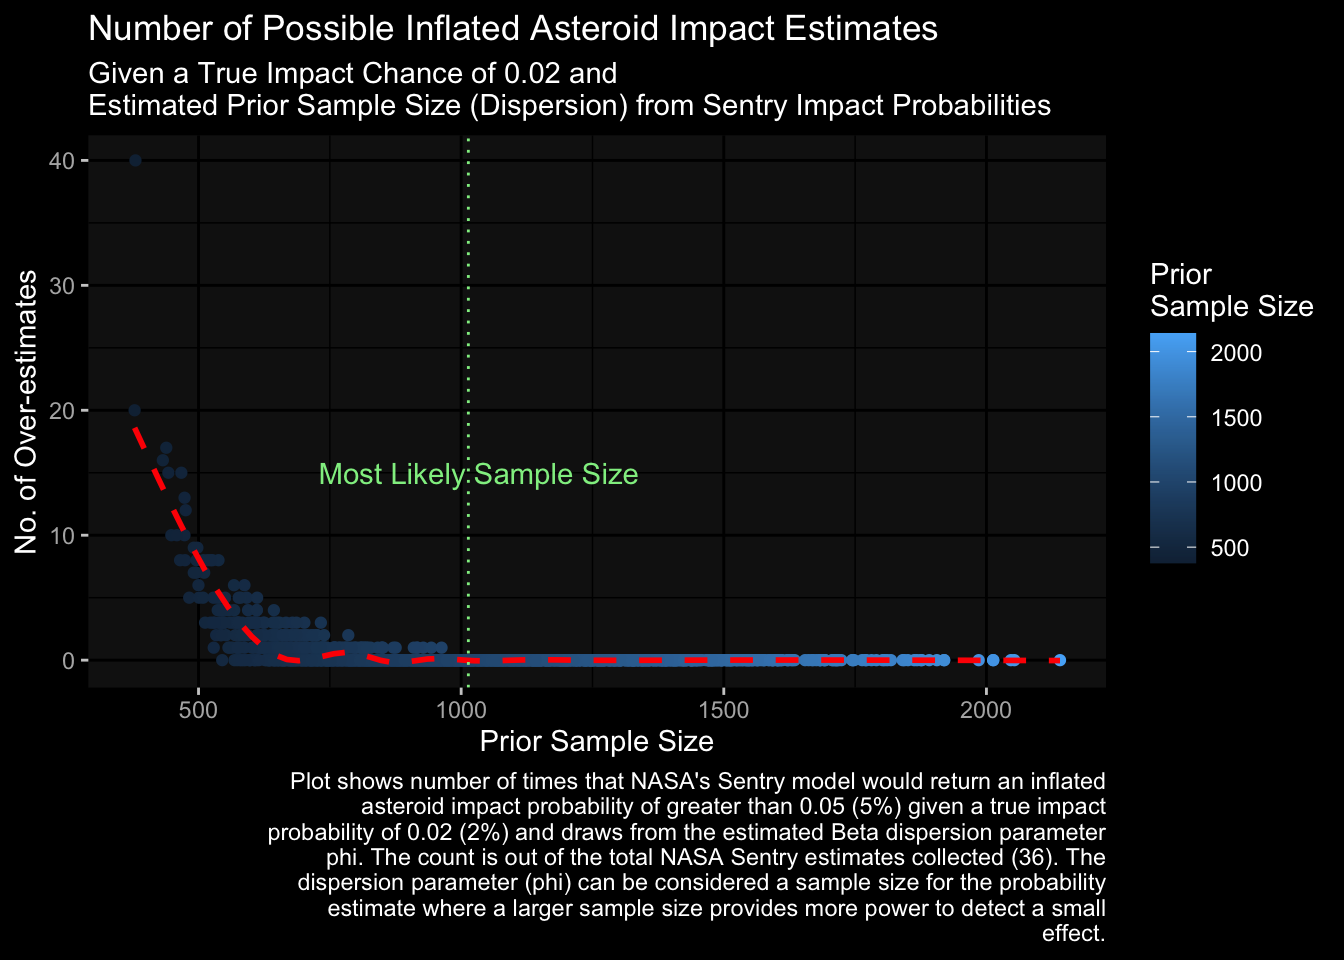 Number of Possible Inflated Asteroid Impact Estimates
Given a True Impact Chance of 0.02 and
Estimated Prior Sample Size (Dispersion) from Sentry Impact Probabilities
No. of Over-estimates
40
30
20
10
0
Most Likely Sample Size
500
1000
1500
2000
Prior Sample Size
Prior
Sample Size
2000
1500
1000
500
Plot shows number of times that NASA's Sentry model would return an inflated
asteroid impact probability of greater than 0.05 (5%) given a true impact
probability of 0.02 (2%) and draws from the estimated Beta dispersion parameter
phi. The count is out of the total NASA Sentry estimates collected (36). The
dispersion parameter (phi) can be considered a sample size for the probability
estimate where a larger sample size provides more power to detect a small
effect.